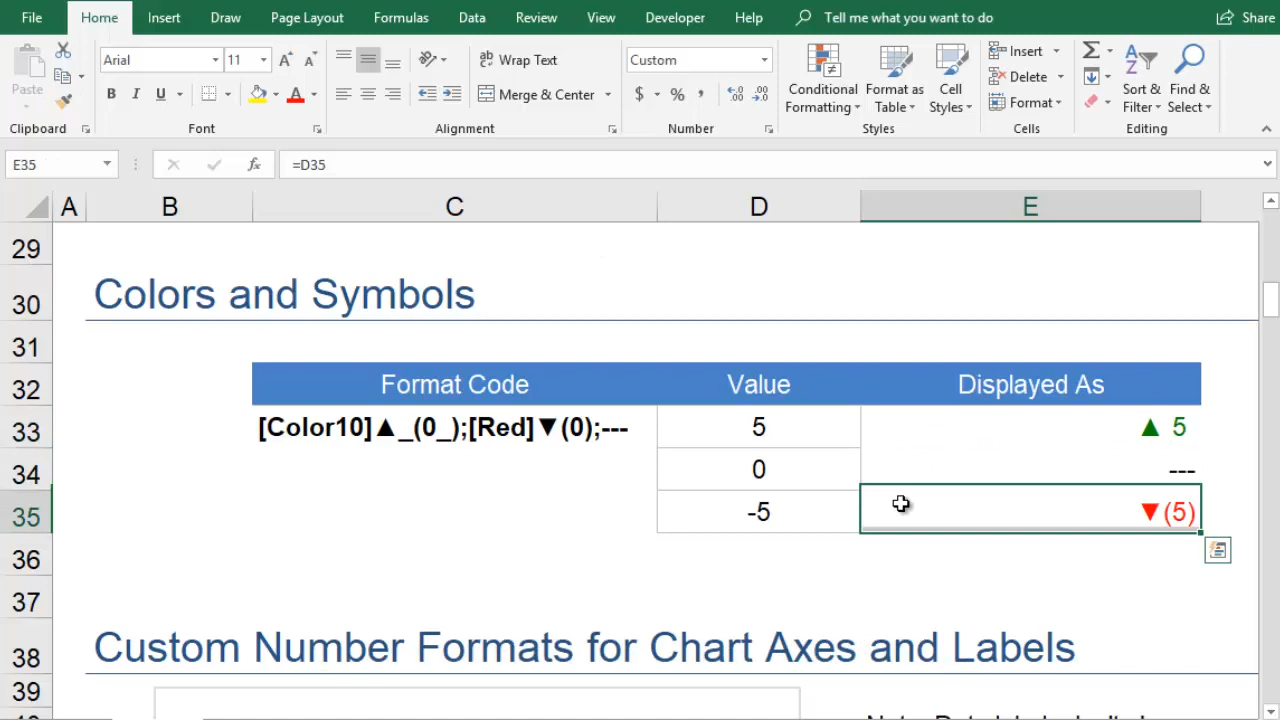 File Home Insert Draw Page Layout Formulas Data Review View Developer Help Tell me what you want to do Share
Paste
Clipboard
Arial 11 A A
B I U A
Font
ab Wrap Text
Merge & Center
Alignment
Custom
$ % ,
Number
Conditional Formatting
Format as Table
Cell Styles
Styles
Insert
Delete
Format
Cells
Σ
Sort & Filter
Find & Select
Editing
E35 fx =D35
A B C D E
29
30 Colors and Symbols
31
32 Format Code Value Displayed As
33 [Color10]▲_(0_);[Red]▼(0);--- 5 ▲ 5
34 0 ---
35 -5 ▼(5)
36
37
38 Custom Number Formats for Chart Axes and Labels
39